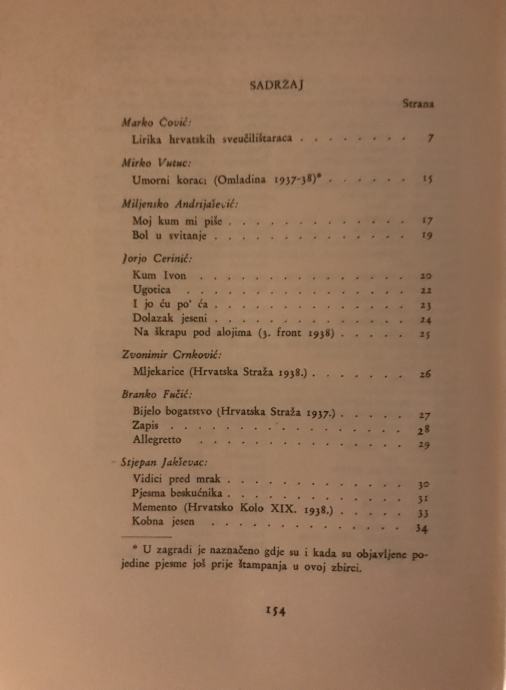 SADRŽAJ
Strana
Marko Čović:
Lirika hrvatskih sveučilištaraca . . . . . . . . 7
Mirko Vutuc:
Umorni koraci (Omladina 1937-38)* . . . . . . 15
Miljensko Andrijašević:
Moj kum mi piše . . . . . . . . . . . . . 17
Bol u svitanje . . . . . . . . . . . . . . 19
Jorjo Cerinić:
Kum Ivon . . . . . . . . . . . . . . . 20
Ugotica . . . . . . . . . . . . . . . . 22
I jo ću po' ća . . . . . . . . . . . . . . 23
Dolazak jeseni . . . . . . . . . . . . . . 24
Na škrapu pod alojima (3. front 1938) . . . . . 25
Zvonimir Crnković:
Mljekarice (Hrvatska Straža 1938.) . . . . . . . 26
Branko Fučić:
Bijelo bogatstvo (Hrvatska Straža 1937.) . . . . . 27
Zapis . . . . . . . . . . . . . . . . . 28
Allegretto . . . . . . . . . . . . . . . 29
Stjepan Jakševac:
Vidici pred mrak . . . . . . . . . . . . . 30
Pjesma beskućnika . . . . . . . . . . . . . 31
Memento (Hrvatsko Kolo XIX. 1938.) . . . . . . 33
Kobna jesen . . . . . . . . . . . . . . 34
* U zagradi je naznačeno gdje su i kada su objavljene po-
jedine pjesme još prije štampanja u ovoj zbirci.
154